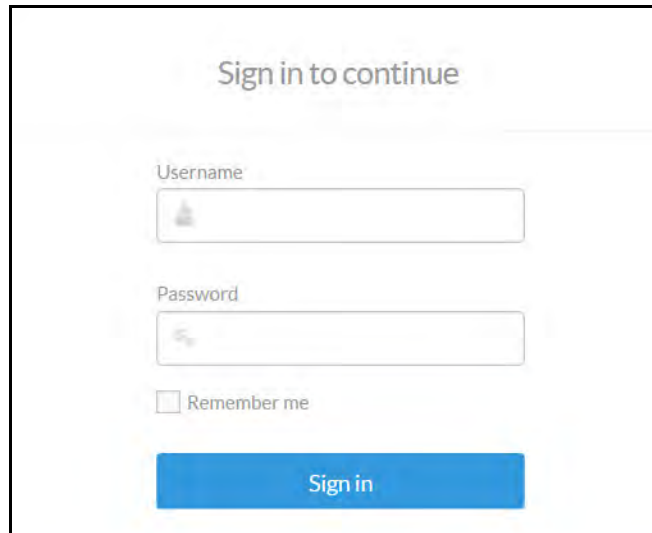 Sign in to continue
Username
Password
Remember me
Sign in